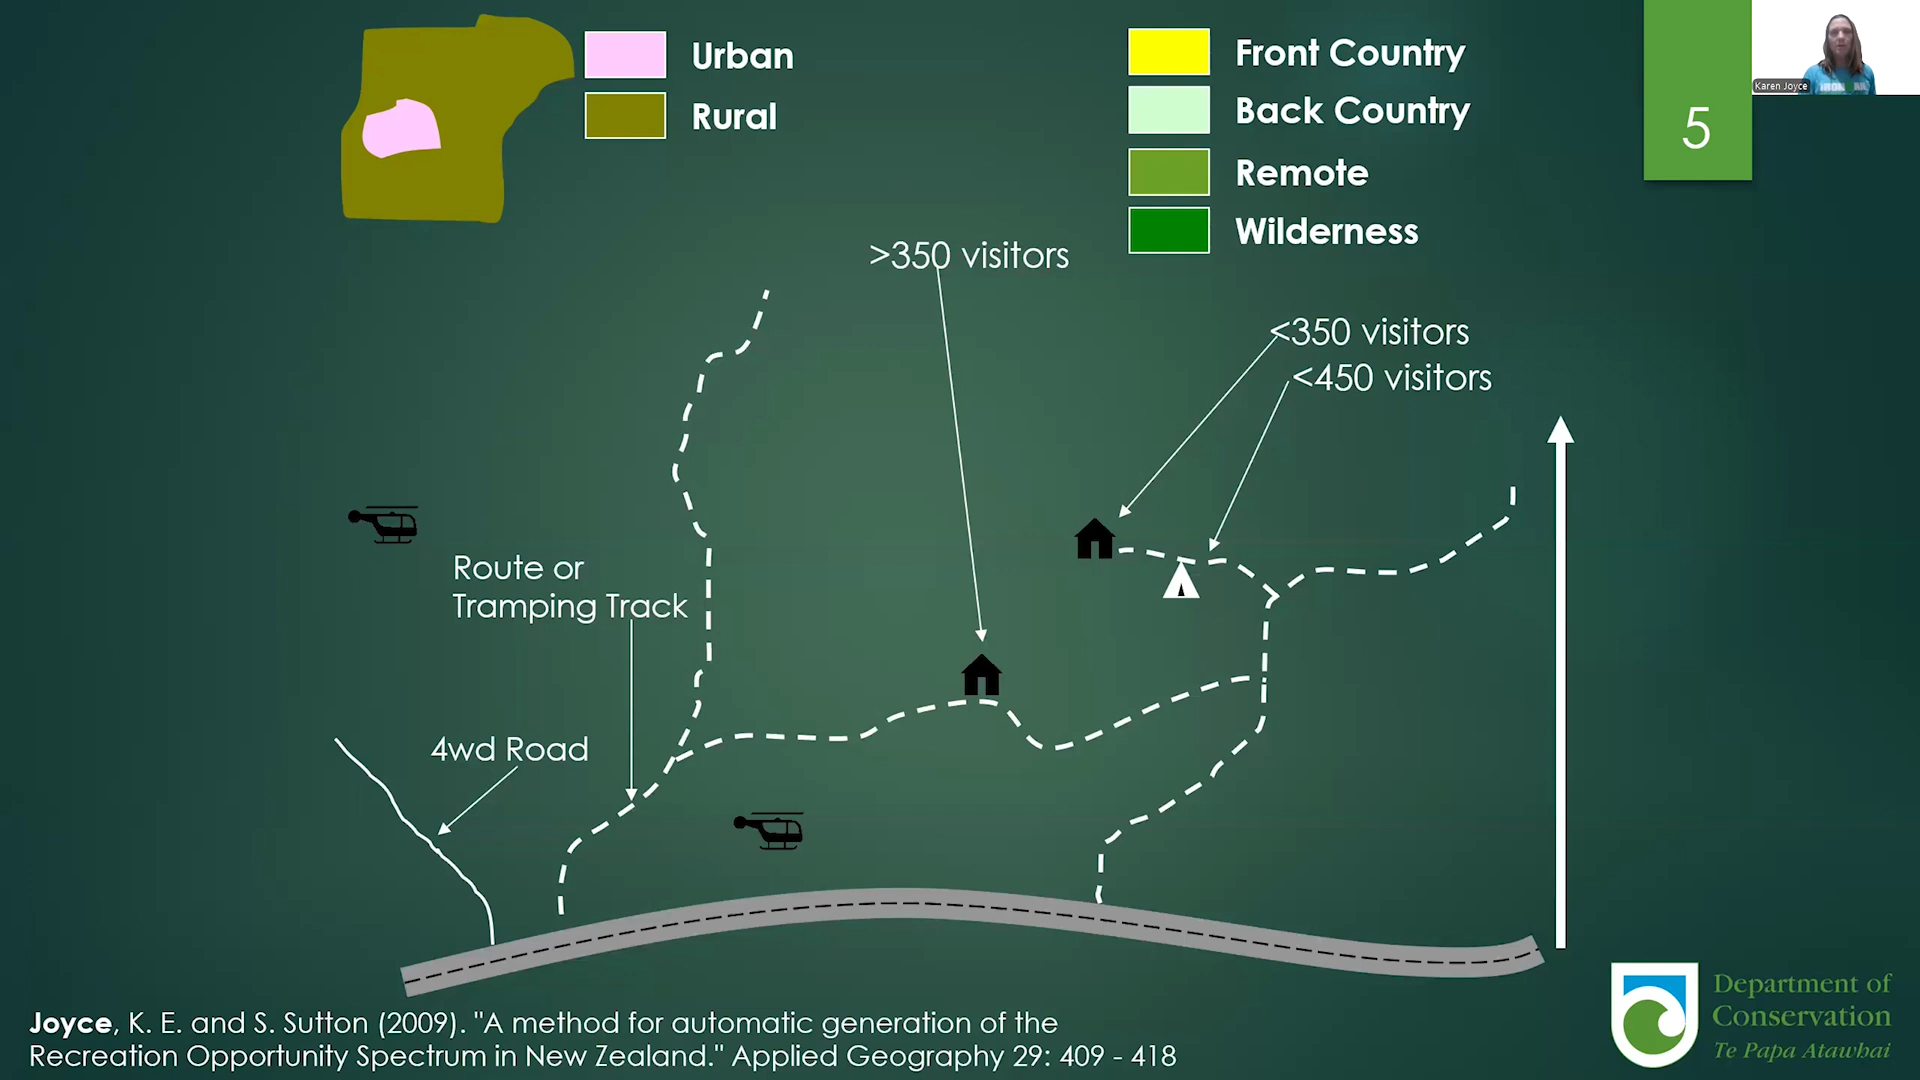 Urban
Rural
Front Country
Back Country
Remote
Wilderness
5
Karen Joyce
>350 visitors
<350 visitors
<450 visitors
Route or
Tramping Track
4wd Road
Joyce, K. E. and S. Sutton (2009). "A method for automatic generation of the
Recreation Opportunity Spectrum in New Zealand." Applied Geography 29: 409 - 418
Department of
Conservation
Te Papa Atawhai